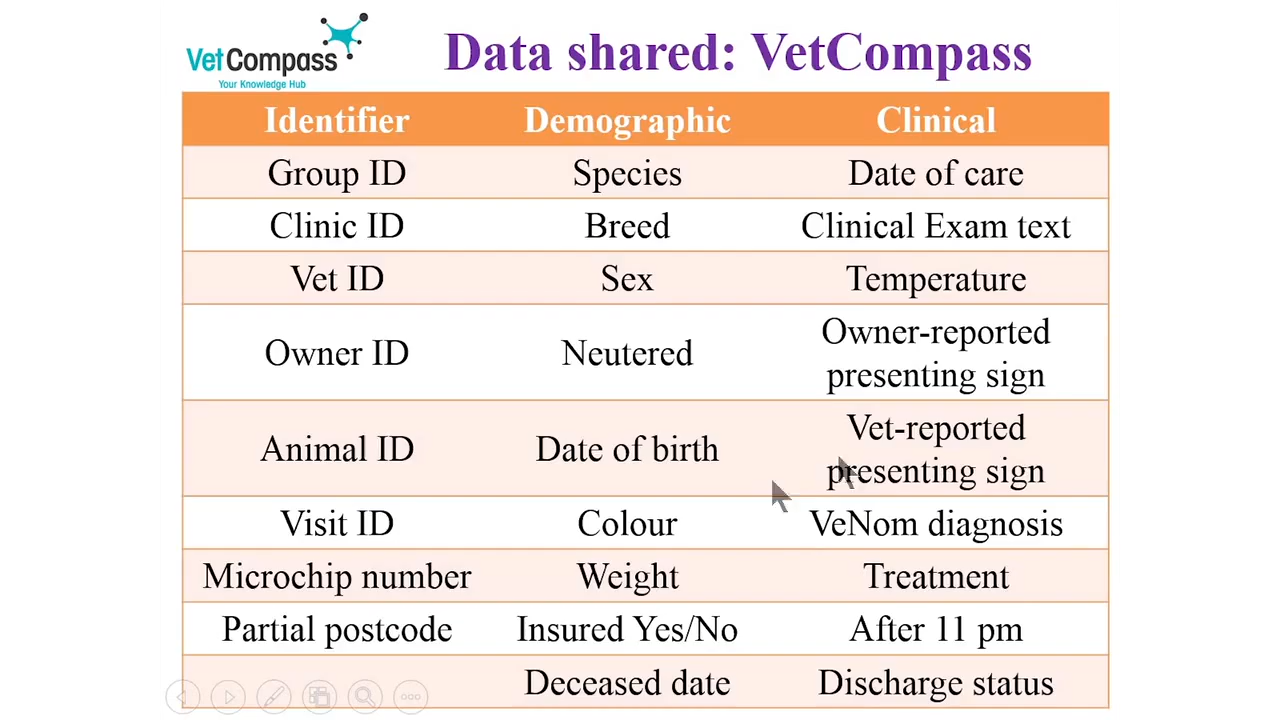 VetCompass
Your Knowledge Hub
Data shared: VetCompass
Identifier Demographic Clinical
Group ID Species Date of care
Clinic ID Breed Clinical Exam text
Vet ID Sex Temperature
Owner ID Neutered Owner-reported
presenting sign
Animal ID Date of birth Vet-reported
presenting sign
Visit ID Colour VeNom diagnosis
Microchip number Weight Treatment
Partial postcode Insured Yes/No After 11 pm
Deceased date Discharge status